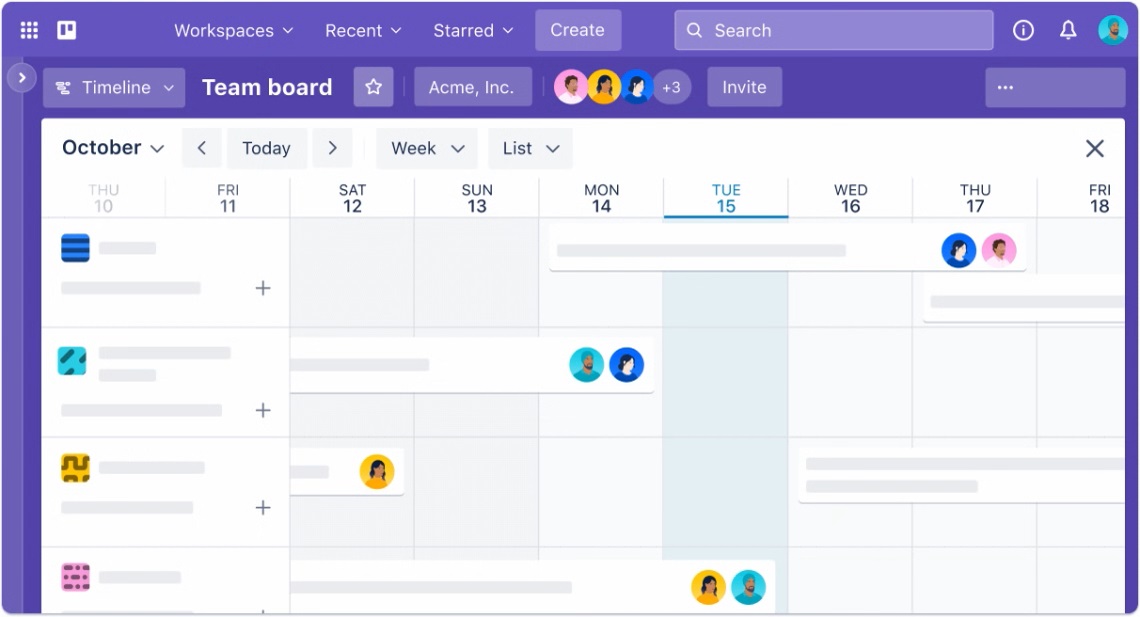 Workspaces Recent Starred Create Search
Timeline Team board Acme, Inc. +3 Invite
October Today Week List
THU FRI SAT SUN MON TUE WED THU FRI
10 11 12 13 14 15 16 17 18